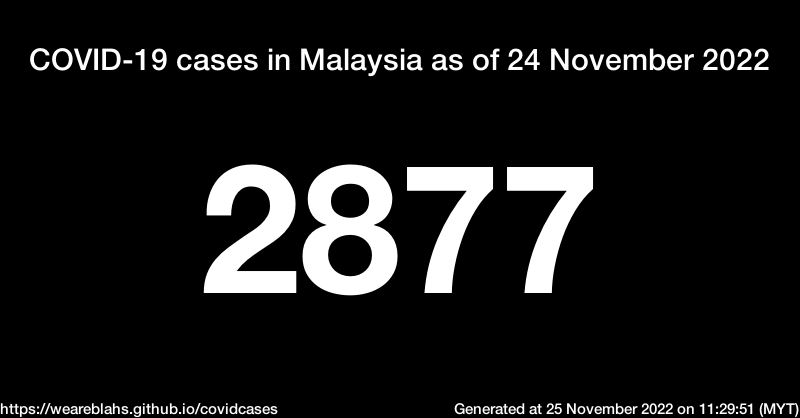 COVID-19 cases in Malaysia as of 24 November 2022
2877
https://weareblahs.github.io/covidcases
Generated at 25 November 2022 on 11:29:51 (MYT)